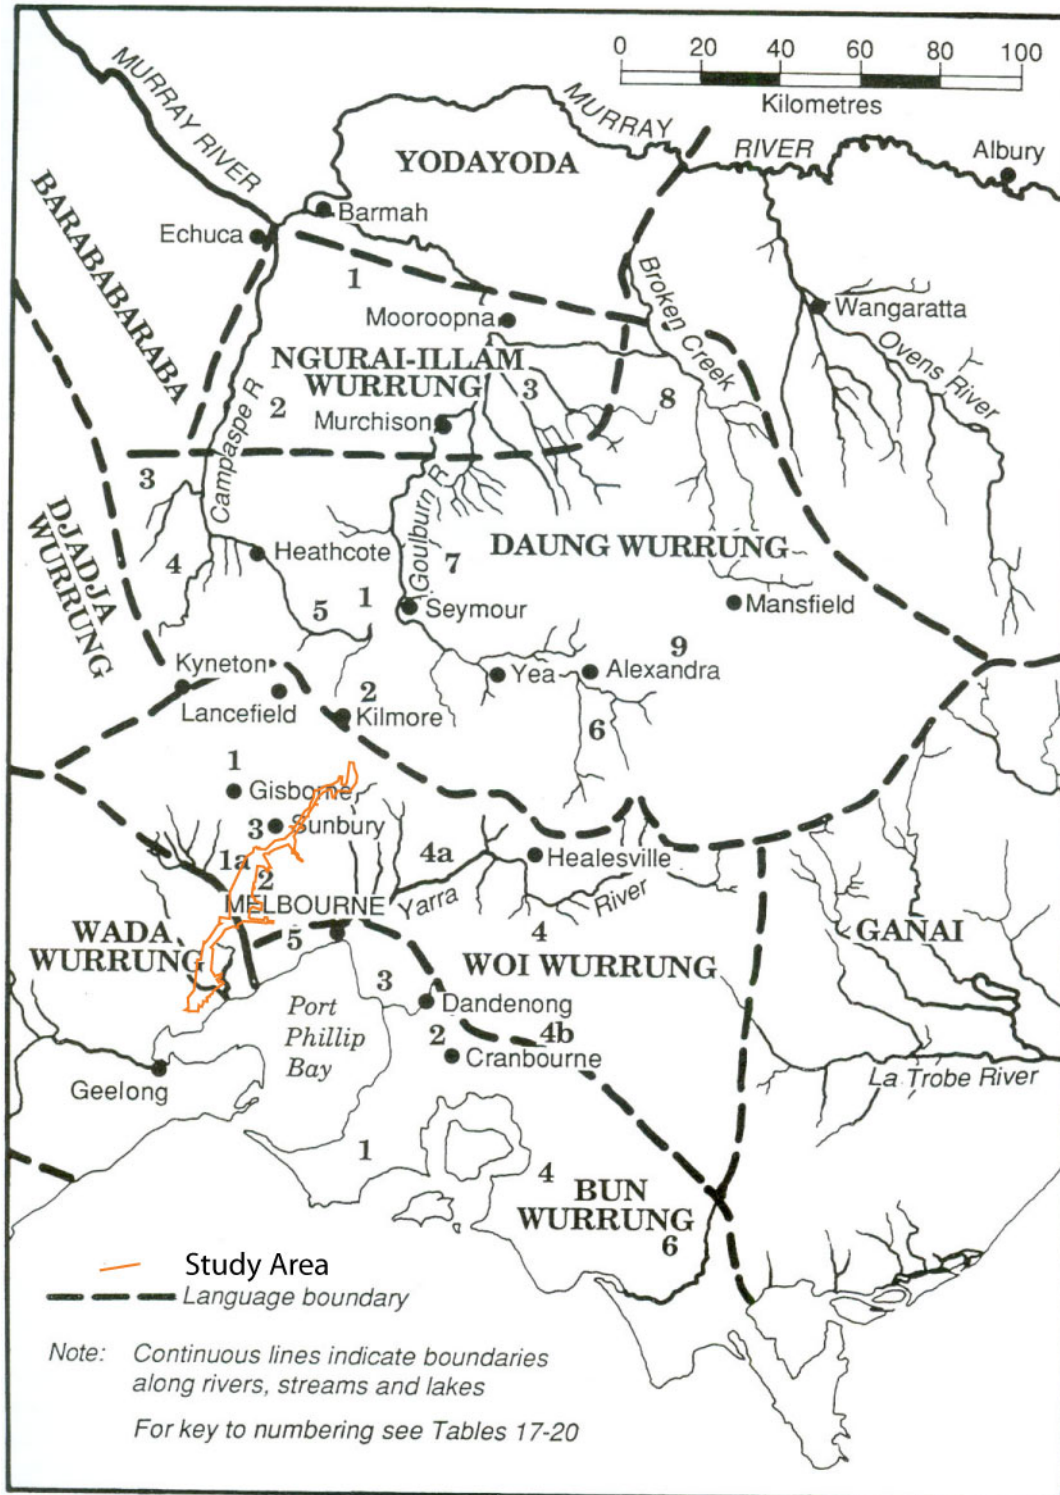 0 20 40 60 80 100
Kilometres
MURRAY RIVER
MURRAY
RIVER
Albury
YODAYODA
BARABABARABA
Barmah
Echuca
1
Broken Creek
Wangaratta
Ovens River
Mooroopna
NGURAI-ILLAM
WURRUNG
3
8
2
Campaspe R
Murchison
3
Goulburn R
DJADJA
WURRUNG
DAUNG WURRUNG
Heathcote
4
7
5
1
Seymour
Mansfield
9
Kyneton
Yea
Alexandra
Lancefield
2
Kilmore
6
1
Gisborne
3
Sunbury
1a
4a
Healesville
2
MELBOURNE
Yarra
River
WADA
WURRUNG
5
4
WOI WURRUNG
GANAI
3
Port
Phillip
Bay
Dandenong
2
4b
Cranbourne
Geelong
La Trobe River
1
4
BUN
WURRUNG
6
Study Area
Language boundary
Note: Continuous lines indicate boundaries
along rivers, streams and lakes
For key to numbering see Tables 17-20